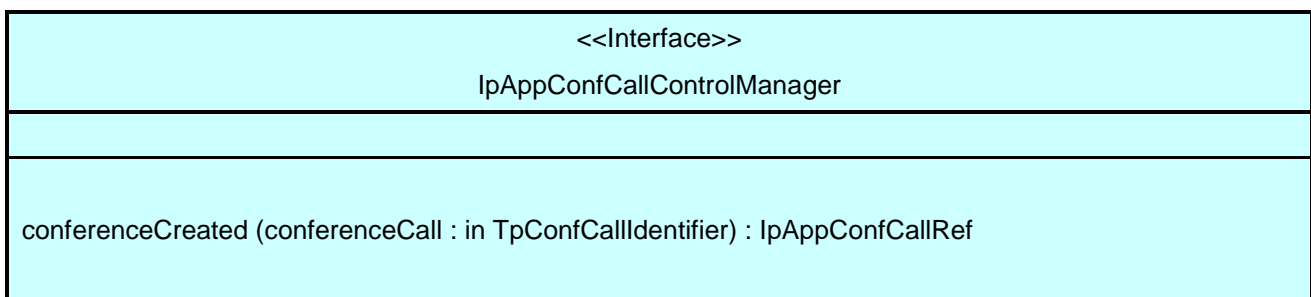 <<Interface>>
IpAppConfCallControlManager
conferenceCreated (conferenceCall : in TpConfCallIdentifier) : IpAppConfCallRef